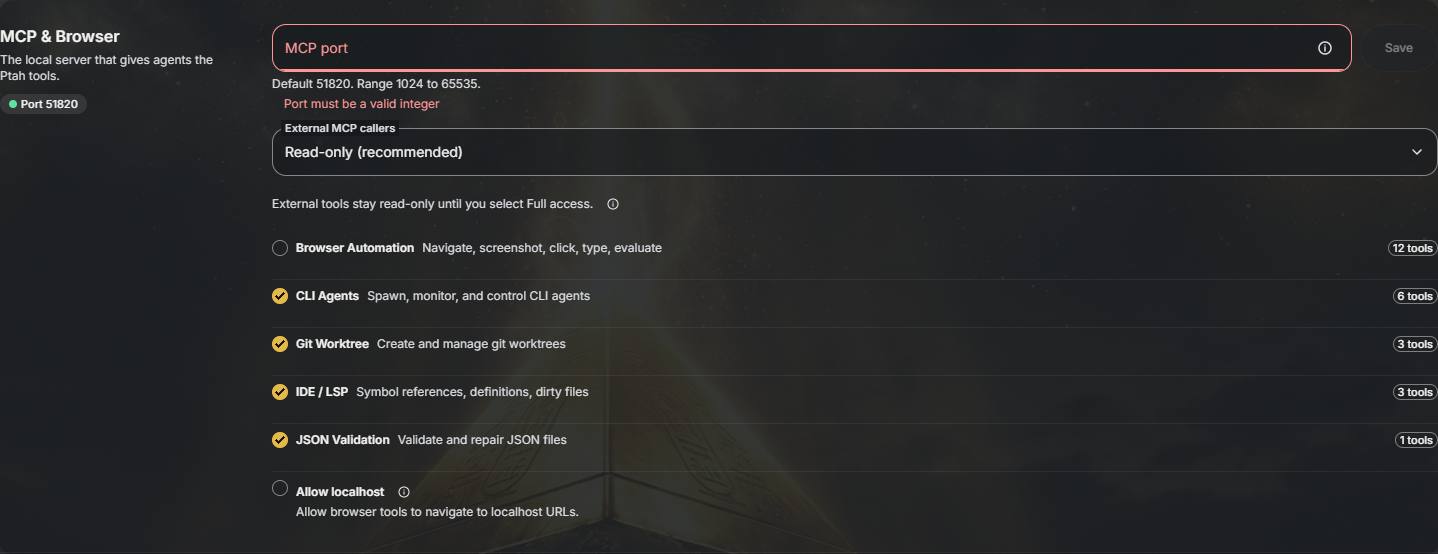 MCP & Browser
The local server that gives agents the
Ptah tools.
Port 51820
MCP port
Save
Default 51820. Range 1024 to 65535.
Port must be a valid integer
External MCP callers
Read-only (recommended)
External tools stay read-only until you select Full access.
Browser Automation Navigate, screenshot, click, type, evaluate 12 tools
CLI Agents Spawn, monitor, and control CLI agents 6 tools
Git Worktree Create and manage git worktrees 3 tools
IDE / LSP Symbol references, definitions, dirty files 3 tools
JSON Validation Validate and repair JSON files 1 tools
Allow localhost
Allow browser tools to navigate to localhost URLs.